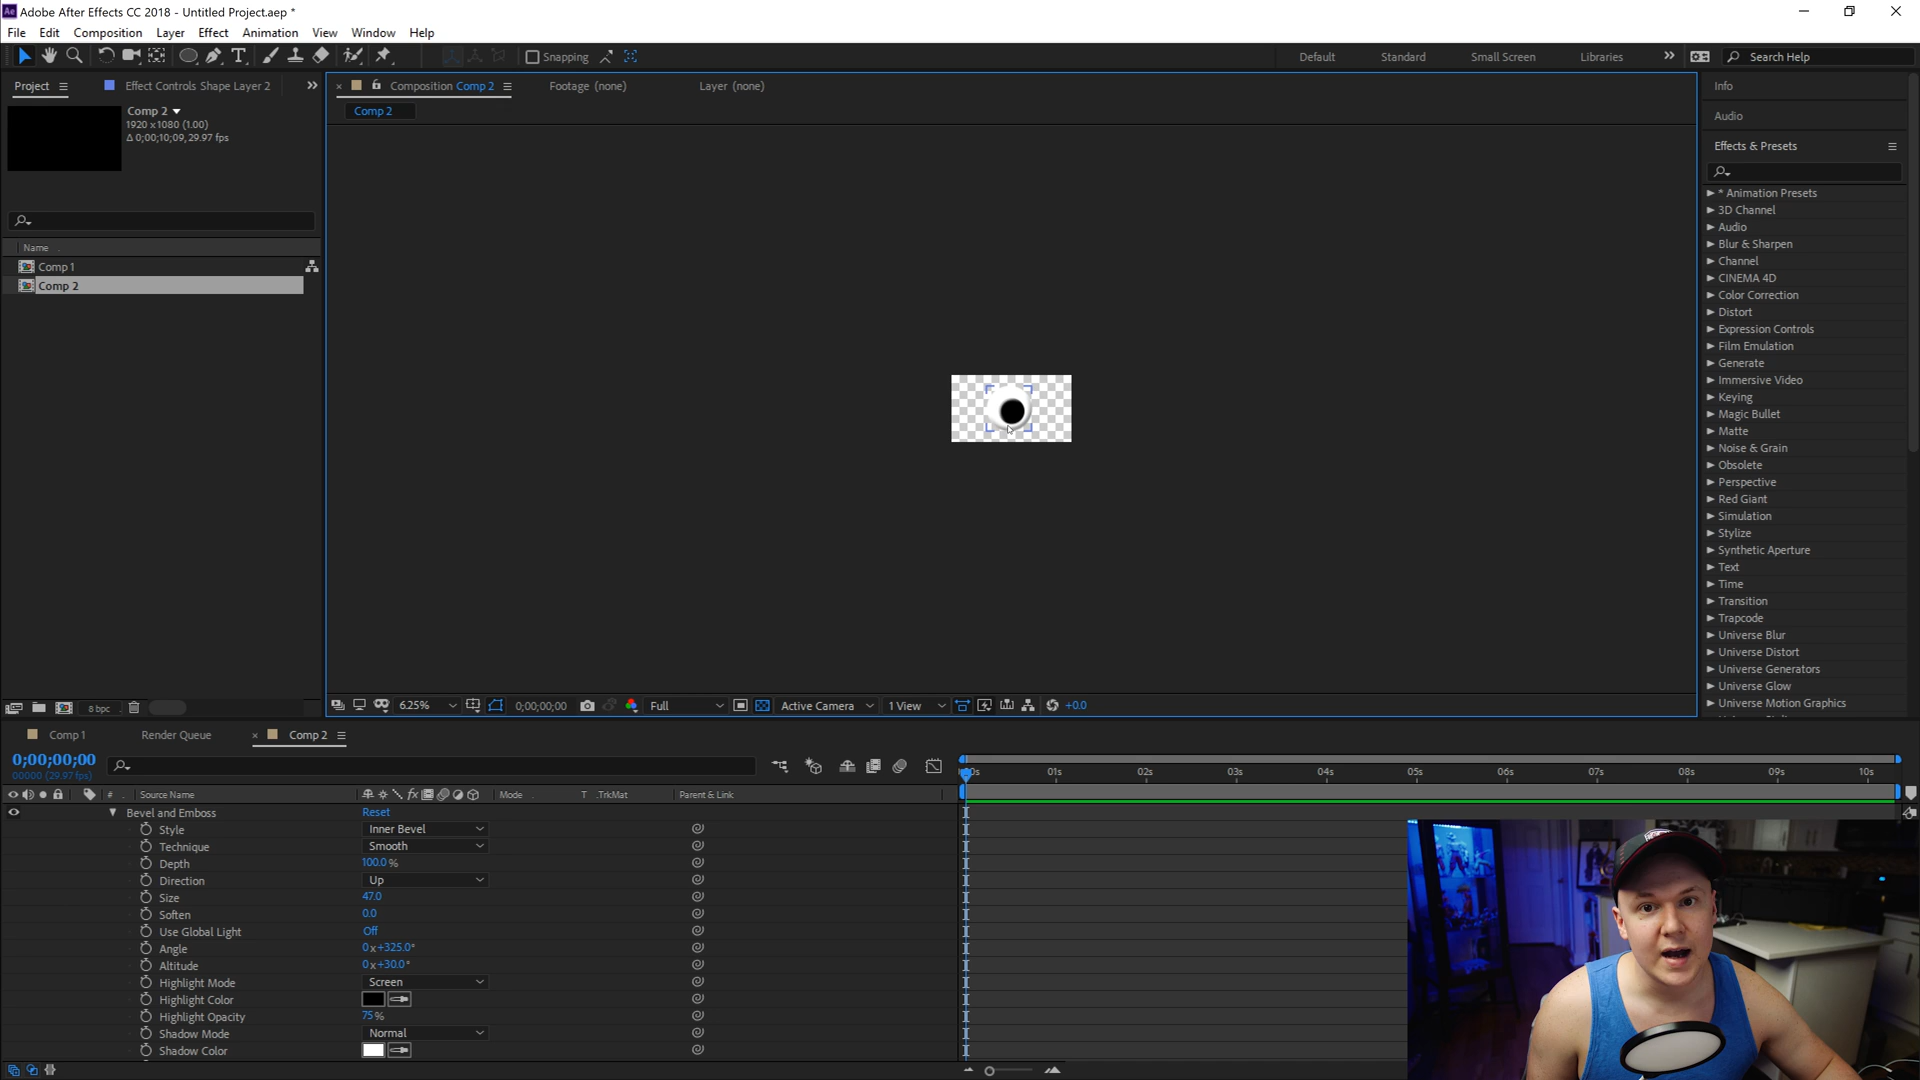 Adobe After Effects CC 2018 - Untitled Project.aep *
File Edit Composition Layer Effect Animation View Window Help
Snapping
Default Standard Small Screen Libraries
Search Help
Project
Effect Controls Shape Layer 2
Comp 2
1920 x1080 (1.00)
Δ 0;00;10;09, 29.97 fps
Name
Comp 1
Comp 2
8 bpc
Composition Comp 2
Footage (none)
Layer (none)
Comp 2
6.25%
0;00;00;00
Full
Active Camera
1 View
+0.0
Info
Audio
Effects & Presets
* Animation Presets
3D Channel
Audio
Blur & Sharpen
Channel
CINEMA 4D
Color Correction
Distort
Expression Controls
Film Emulation
Generate
Immersive Video
Keying
Magic Bullet
Matte
Noise & Grain
Obsolete
Perspective
Red Giant
Simulation
Stylize
Synthetic Aperture
Text
Time
Transition
Trapcode
Universe Blur
Universe Distort
Universe Generators
Universe Glow
Universe Motion Graphics
Comp 1
Render Queue
Comp 2
0;00;00;00
00000 (29.97 fps)
01s 02s 03s 04s 05s 06s 07s 08s 09s 10s
# Source Name
Mode T .TrkMat Parent & Link
Bevel and Emboss Reset
Style Inner Bevel
Technique Smooth
Depth 100.0 %
Direction Up
Size 47.0
Soften 0.0
Use Global Light Off
Angle 0 x +325.0°
Altitude 0 x +30.0°
Highlight Mode Screen
Highlight Color
Highlight Opacity 75 %
Shadow Mode Normal
Shadow Color